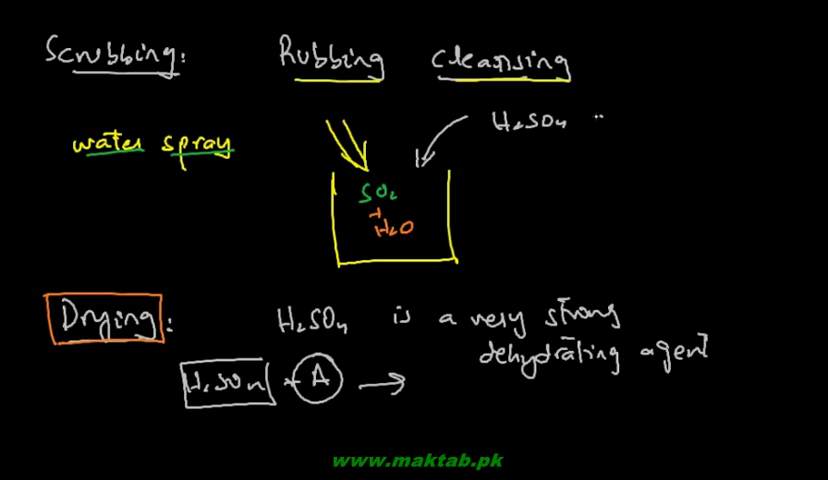 Scrubbing: Rubbing cleansing
H₂SO₄
water spray
SO₂
+
H₂O
Drying: H₂SO₄ is a very strong
dehydrating agent
H₂SO₄ + A →
www.maktab.pk